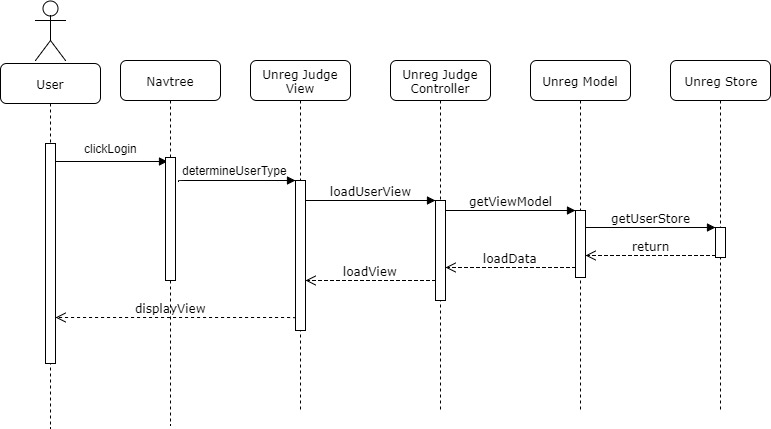 User
Navtree
Unreg Judge
View
Unreg Judge
Controller
Unreg Model
Unreg Store
clickLogin
determineUserType
loadUserView
getViewModel
getUserStore
return
loadData
loadView
displayView